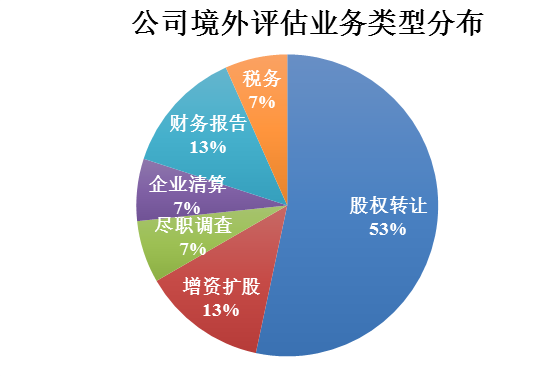 公司境外评估业务类型分布
税务
7%
财务报告
13%
企业清算
7%
尽职调查
7%
增资扩股
13%
股权转让
53%